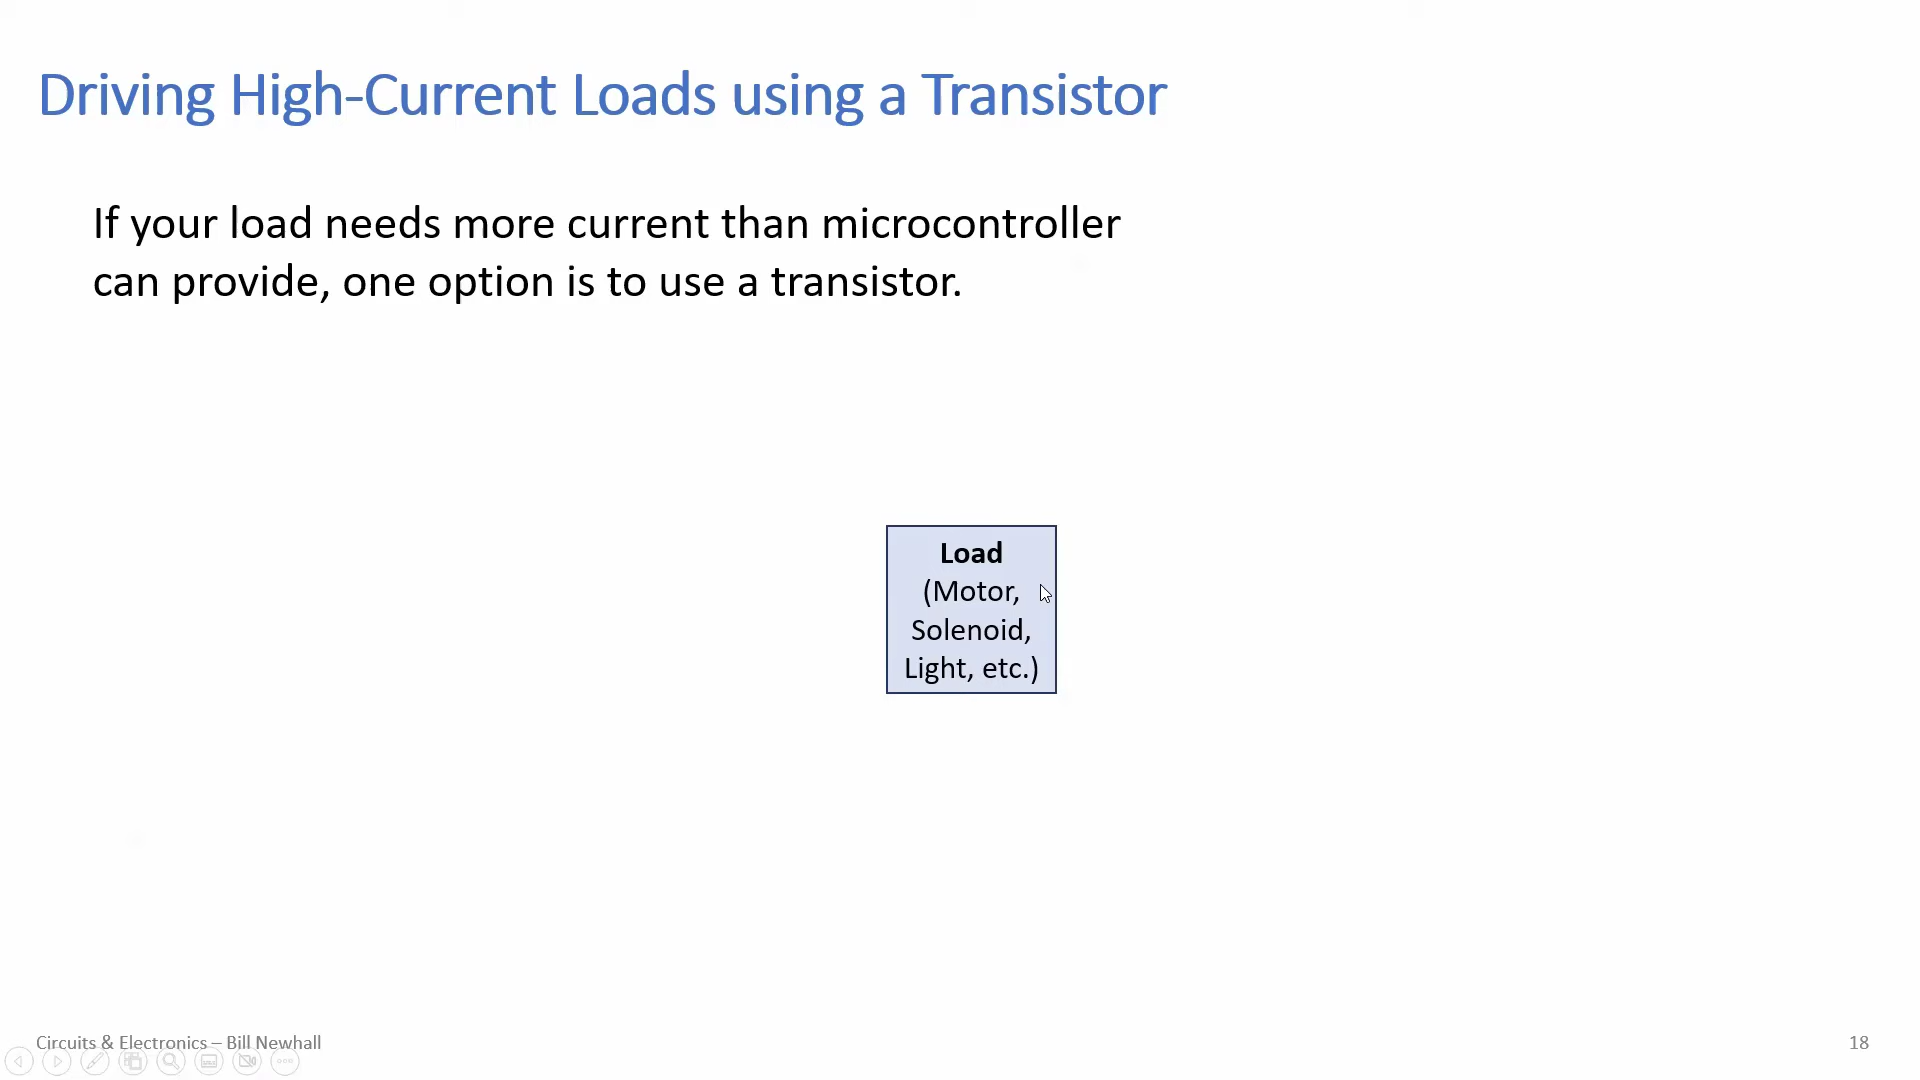 Driving High-Current Loads using a Transistor
If your load needs more current than microcontroller
can provide, one option is to use a transistor.
Load
(Motor,
Solenoid,
Light, etc.)
Circuits & Electronics – Bill Newhall
18